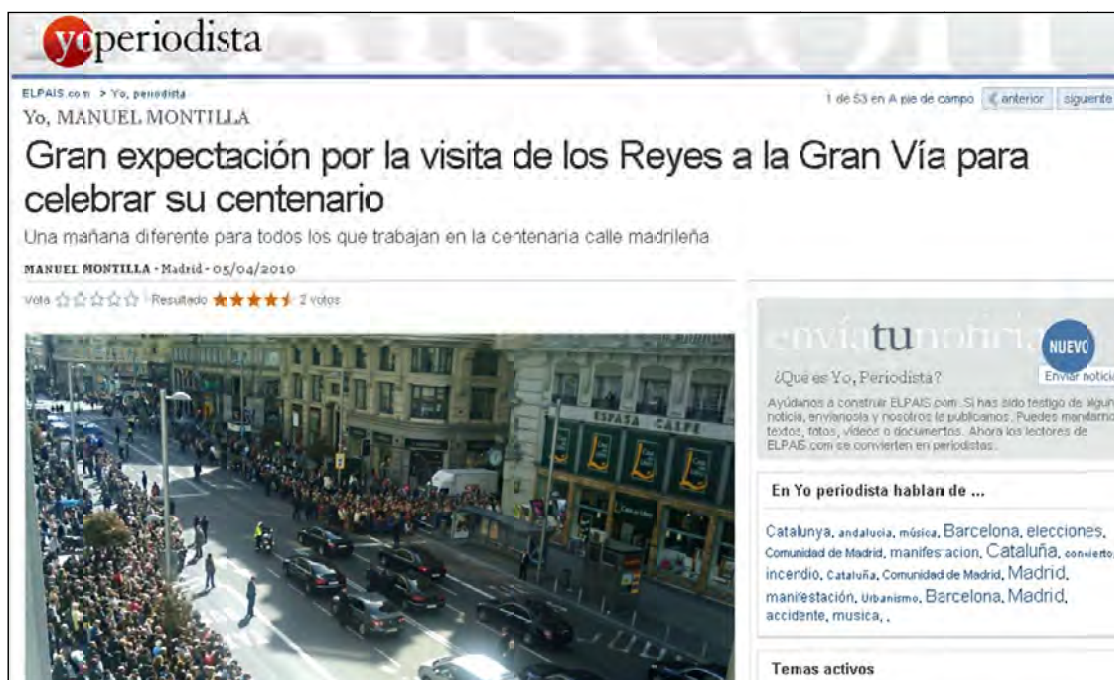 yoperiodista
ELPAIS.com > Yo, periodista
1 de 53 en A pie de campo anterior siguiente
Yo, MANUEL MONTILLA
Gran expectación por la visita de los Reyes a la Gran Vía para
celebrar su centenario
Una mañana diferente para todos los que trabajan en la centenaria calle madrileña
MANUEL MONTILLA - Madrid - 05/04/2010
Vota Resultado 2 votos
ESPASA CALPE
envíatunoticia
NUEVO
¿Que es Yo, Periodista?
Enviar noticia
Ayúdanos a construir ELPAIS.com. Si has sido testigo de algun
noticia, envíanosla y nosotros la publicamos. Puedes mandarno
textos, fotos, vídeos o documentos. Ahora los lectores de
ELPAIS.com se convierten en periodistas.
En Yo periodista hablan de ...
Catalunya, andalucia, música, Barcelona, elecciones,
Comunidad de Madrid, manifestacion, Cataluña, concierto
incendio, Cataluña, Comunidad de Madrid, Madrid,
manifestación, Urbanismo, Barcelona, Madrid,
accidente, musica, ,
Temas activos